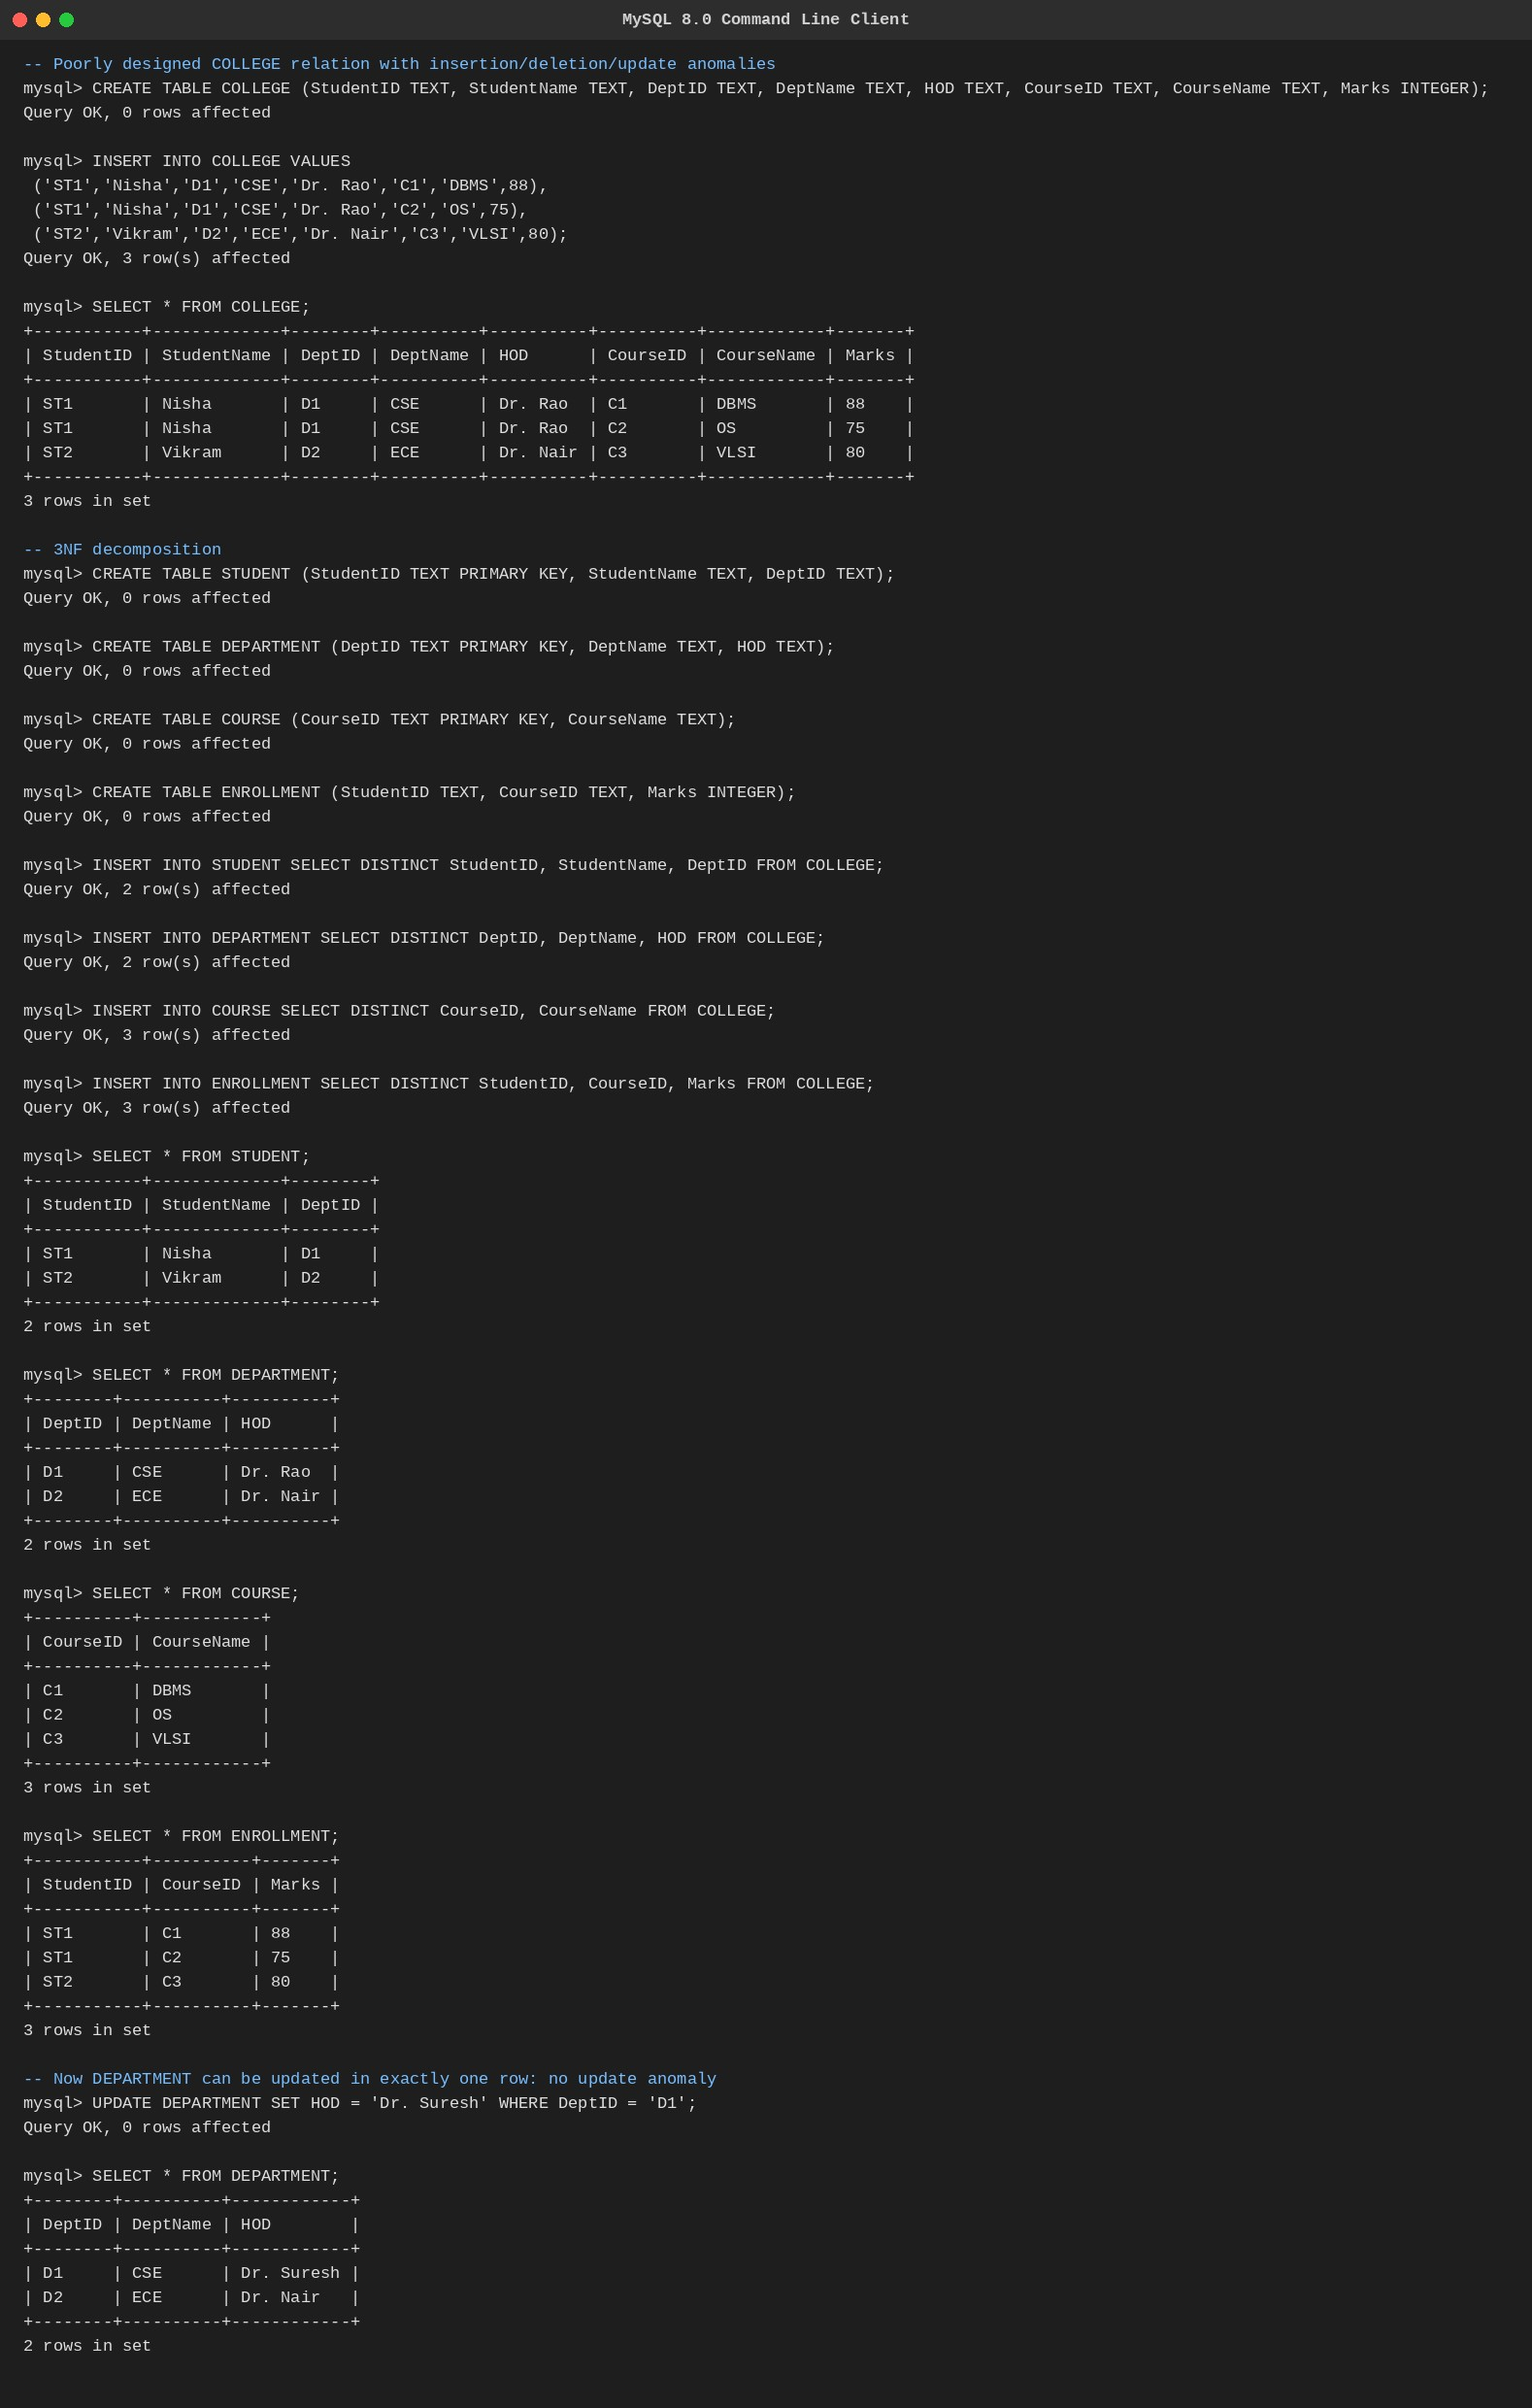 MySQL 8.0 Command Line Client
-- Poorly designed COLLEGE relation with insertion/deletion/update anomalies
mysql> CREATE TABLE COLLEGE (StudentID TEXT, StudentName TEXT, DeptID TEXT, DeptName TEXT, HOD TEXT, CourseID TEXT, CourseName TEXT, Marks INTEGER);
Query OK, 0 rows affected

mysql> INSERT INTO COLLEGE VALUES
 ('ST1','Nisha','D1','CSE','Dr. Rao','C1','DBMS',88),
 ('ST1','Nisha','D1','CSE','Dr. Rao','C2','OS',75),
 ('ST2','Vikram','D2','ECE','Dr. Nair','C3','VLSI',80);
Query OK, 3 row(s) affected

mysql> SELECT * FROM COLLEGE;
+-----------+-------------+--------+----------+----------+----------+------------+-------+
| StudentID | StudentName | DeptID | DeptName | HOD      | CourseID | CourseName | Marks |
+-----------+-------------+--------+----------+----------+----------+------------+-------+
| ST1       | Nisha       | D1     | CSE      | Dr. Rao  | C1       | DBMS       | 88    |
| ST1       | Nisha       | D1     | CSE      | Dr. Rao  | C2       | OS         | 75    |
| ST2       | Vikram      | D2     | ECE      | Dr. Nair | C3       | VLSI       | 80    |
+-----------+-------------+--------+----------+----------+----------+------------+-------+
3 rows in set

-- 3NF decomposition
mysql> CREATE TABLE STUDENT (StudentID TEXT PRIMARY KEY, StudentName TEXT, DeptID TEXT);
Query OK, 0 rows affected

mysql> CREATE TABLE DEPARTMENT (DeptID TEXT PRIMARY KEY, DeptName TEXT, HOD TEXT);
Query OK, 0 rows affected

mysql> CREATE TABLE COURSE (CourseID TEXT PRIMARY KEY, CourseName TEXT);
Query OK, 0 rows affected

mysql> CREATE TABLE ENROLLMENT (StudentID TEXT, CourseID TEXT, Marks INTEGER);
Query OK, 0 rows affected

mysql> INSERT INTO STUDENT SELECT DISTINCT StudentID, StudentName, DeptID FROM COLLEGE;
Query OK, 2 row(s) affected

mysql> INSERT INTO DEPARTMENT SELECT DISTINCT DeptID, DeptName, HOD FROM COLLEGE;
Query OK, 2 row(s) affected

mysql> INSERT INTO COURSE SELECT DISTINCT CourseID, CourseName FROM COLLEGE;
Query OK, 3 row(s) affected

mysql> INSERT INTO ENROLLMENT SELECT DISTINCT StudentID, CourseID, Marks FROM COLLEGE;
Query OK, 3 row(s) affected

mysql> SELECT * FROM STUDENT;
+-----------+-------------+--------+
| StudentID | StudentName | DeptID |
+-----------+-------------+--------+
| ST1       | Nisha       | D1     |
| ST2       | Vikram      | D2     |
+-----------+-------------+--------+
2 rows in set

mysql> SELECT * FROM DEPARTMENT;
+--------+----------+----------+
| DeptID | DeptName | HOD      |
+--------+----------+----------+
| D1     | CSE      | Dr. Rao  |
| D2     | ECE      | Dr. Nair |
+--------+----------+----------+
2 rows in set

mysql> SELECT * FROM COURSE;
+----------+------------+
| CourseID | CourseName |
+----------+------------+
| C1       | DBMS       |
| C2       | OS         |
| C3       | VLSI       |
+----------+------------+
3 rows in set

mysql> SELECT * FROM ENROLLMENT;
+-----------+----------+-------+
| StudentID | CourseID | Marks |
+-----------+----------+-------+
| ST1       | C1       | 88    |
| ST1       | C2       | 75    |
| ST2       | C3       | 80    |
+-----------+----------+-------+
3 rows in set

-- Now DEPARTMENT can be updated in exactly one row: no update anomaly
mysql> UPDATE DEPARTMENT SET HOD = 'Dr. Suresh' WHERE DeptID = 'D1';
Query OK, 0 rows affected

mysql> SELECT * FROM DEPARTMENT;
+--------+----------+------------+
| DeptID | DeptName | HOD        |
+--------+----------+------------+
| D1     | CSE      | Dr. Suresh |
| D2     | ECE      | Dr. Nair   |
+--------+----------+------------+
2 rows in set